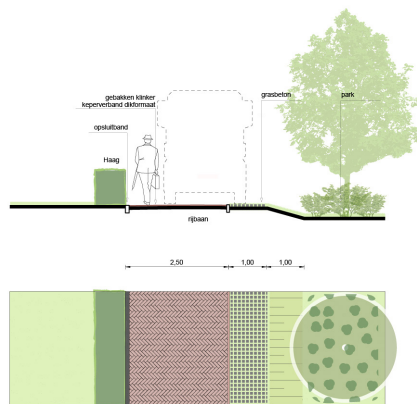 gebakken klinker
keperverband dikformaat
grasbeton
park
opsluitband
Haag
rijbaan
2,50
1,00
1,00